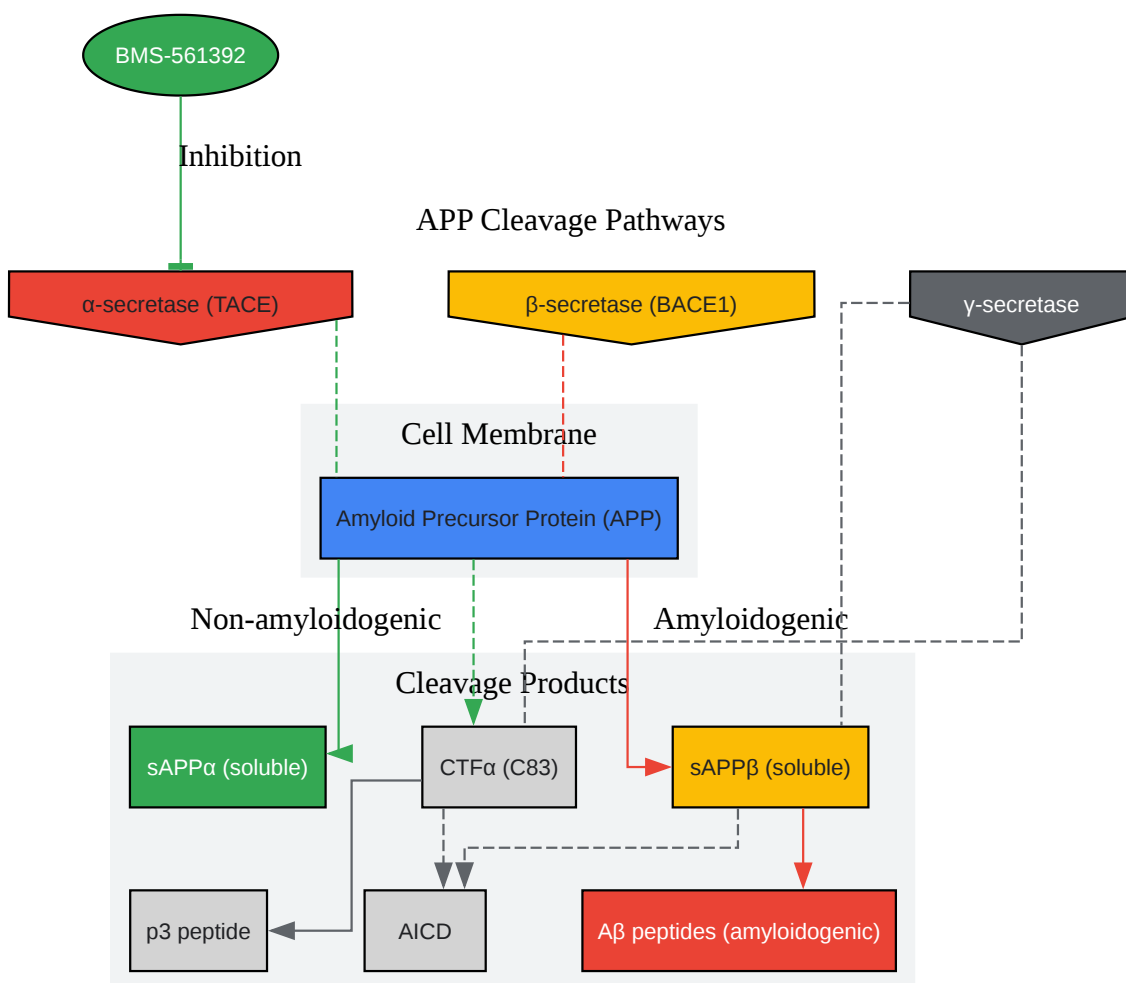 BMS-561392
Inhibition
APP Cleavage Pathways
α-secretase (TACE)
β-secretase (BACE1)
γ-secretase
Cell Membrane
Amyloid Precursor Protein (APP)
Non-amyloidogenic
Amyloidogenic
Cleavage Products
sAPPα (soluble)
CTFα (C83)
sAPPβ (soluble)
p3 peptide
AICD
Aβ peptides (amyloidogenic)